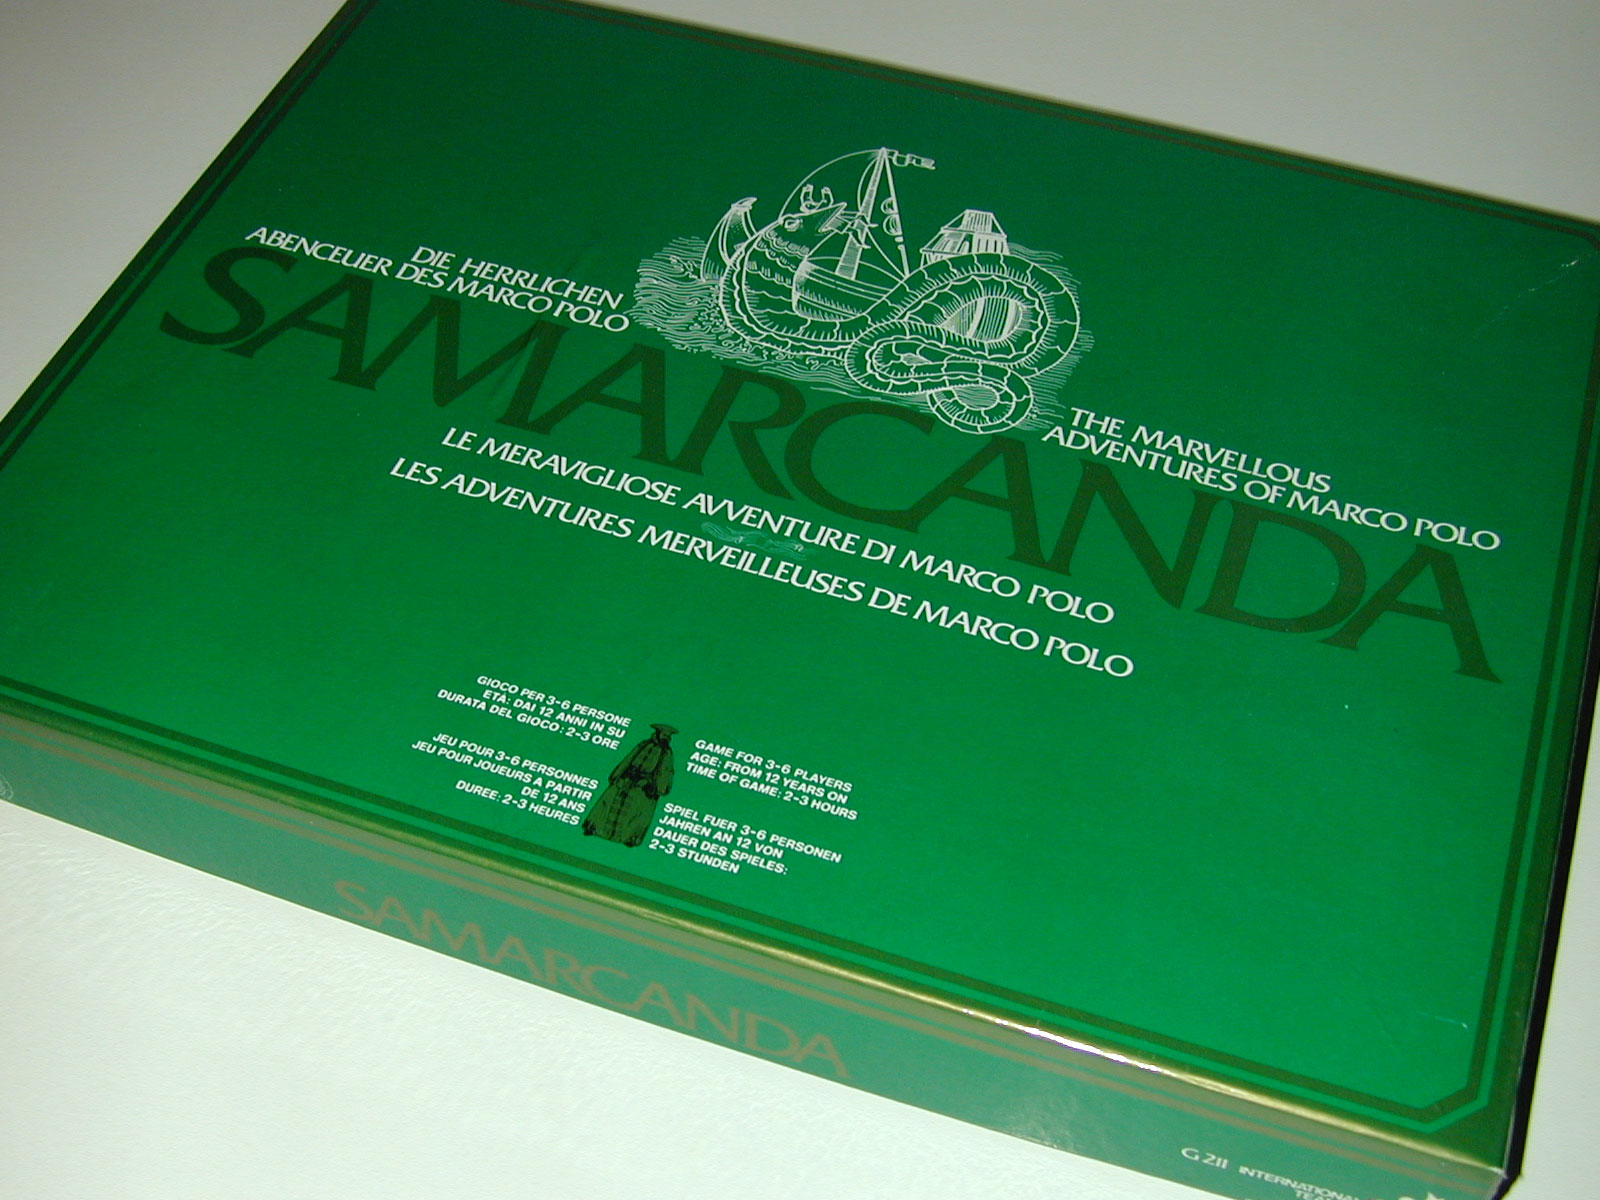 DIE HERRLICHEN
ABENCEUER DES MARCO POLO
SAMARCANDA
THE MARVELLOUS
ADVENTURES OF MARCO POLO
LE MERAVIGLIOSE AVVENTURE DI MARCO POLO
LES ADVENTURES MERVEILLEUSES DE MARCO POLO
GIOCO PER 3-6 PERSONE
ETÀ: DAI 12 ANNI IN SU
DURATA DEL GIOCO: 2-3 ORE
JEU POUR 3-6 PERSONNES
JEU POUR JOUEURS A PARTIR
DE 12 ANS
DUREE: 2-3 HEURES
GAME FOR 3-6 PLAYERS
AGE: FROM 12 YEARS ON
TIME OF GAME: 2-3 HOURS
SPIEL FUER 3-6 PERSONEN
JAHREN AN 12 VON
DAUER DES SPIELES:
2-3 STUNDEN
SAMARCANDA
G 211 INTERNATIONAL